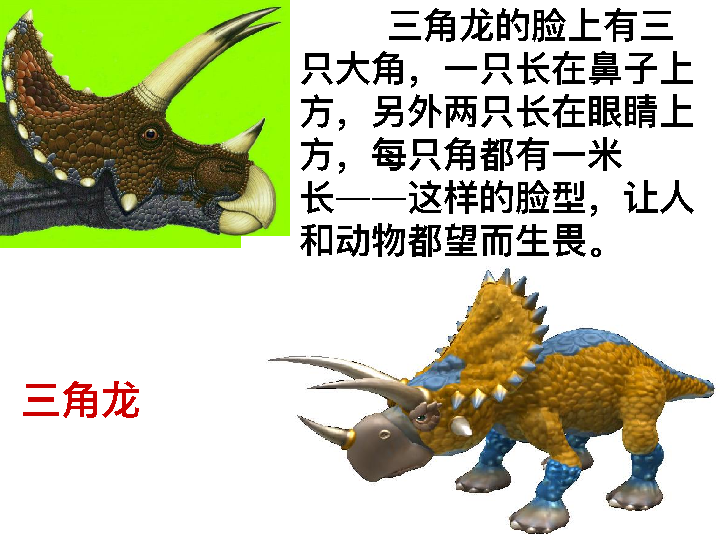 三角龙的脸上有三
只大角，一只长在鼻子上
方，另外两只长在眼睛上
方，每只角都有一米
长——这样的脸型，让人
和动物都望而生畏。
三角龙